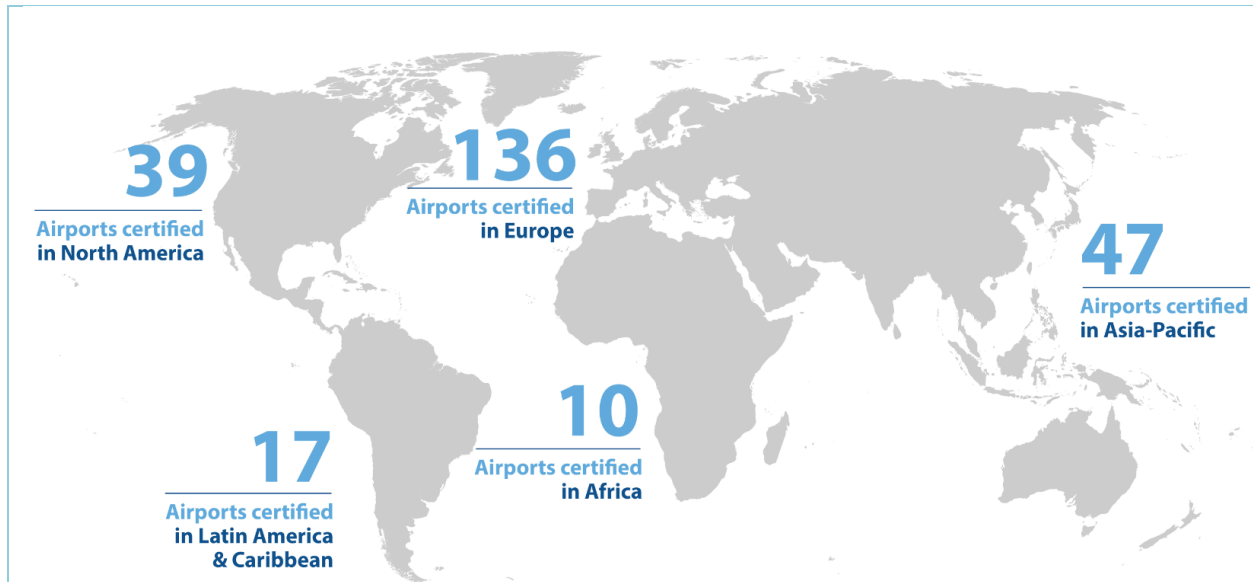 39
Airports certified
in North America
136
Airports certified
in Europe
47
Airports certified
in Asia-Pacific
17
Airports certified
in Latin America
& Caribbean
10
Airports certified
in Africa